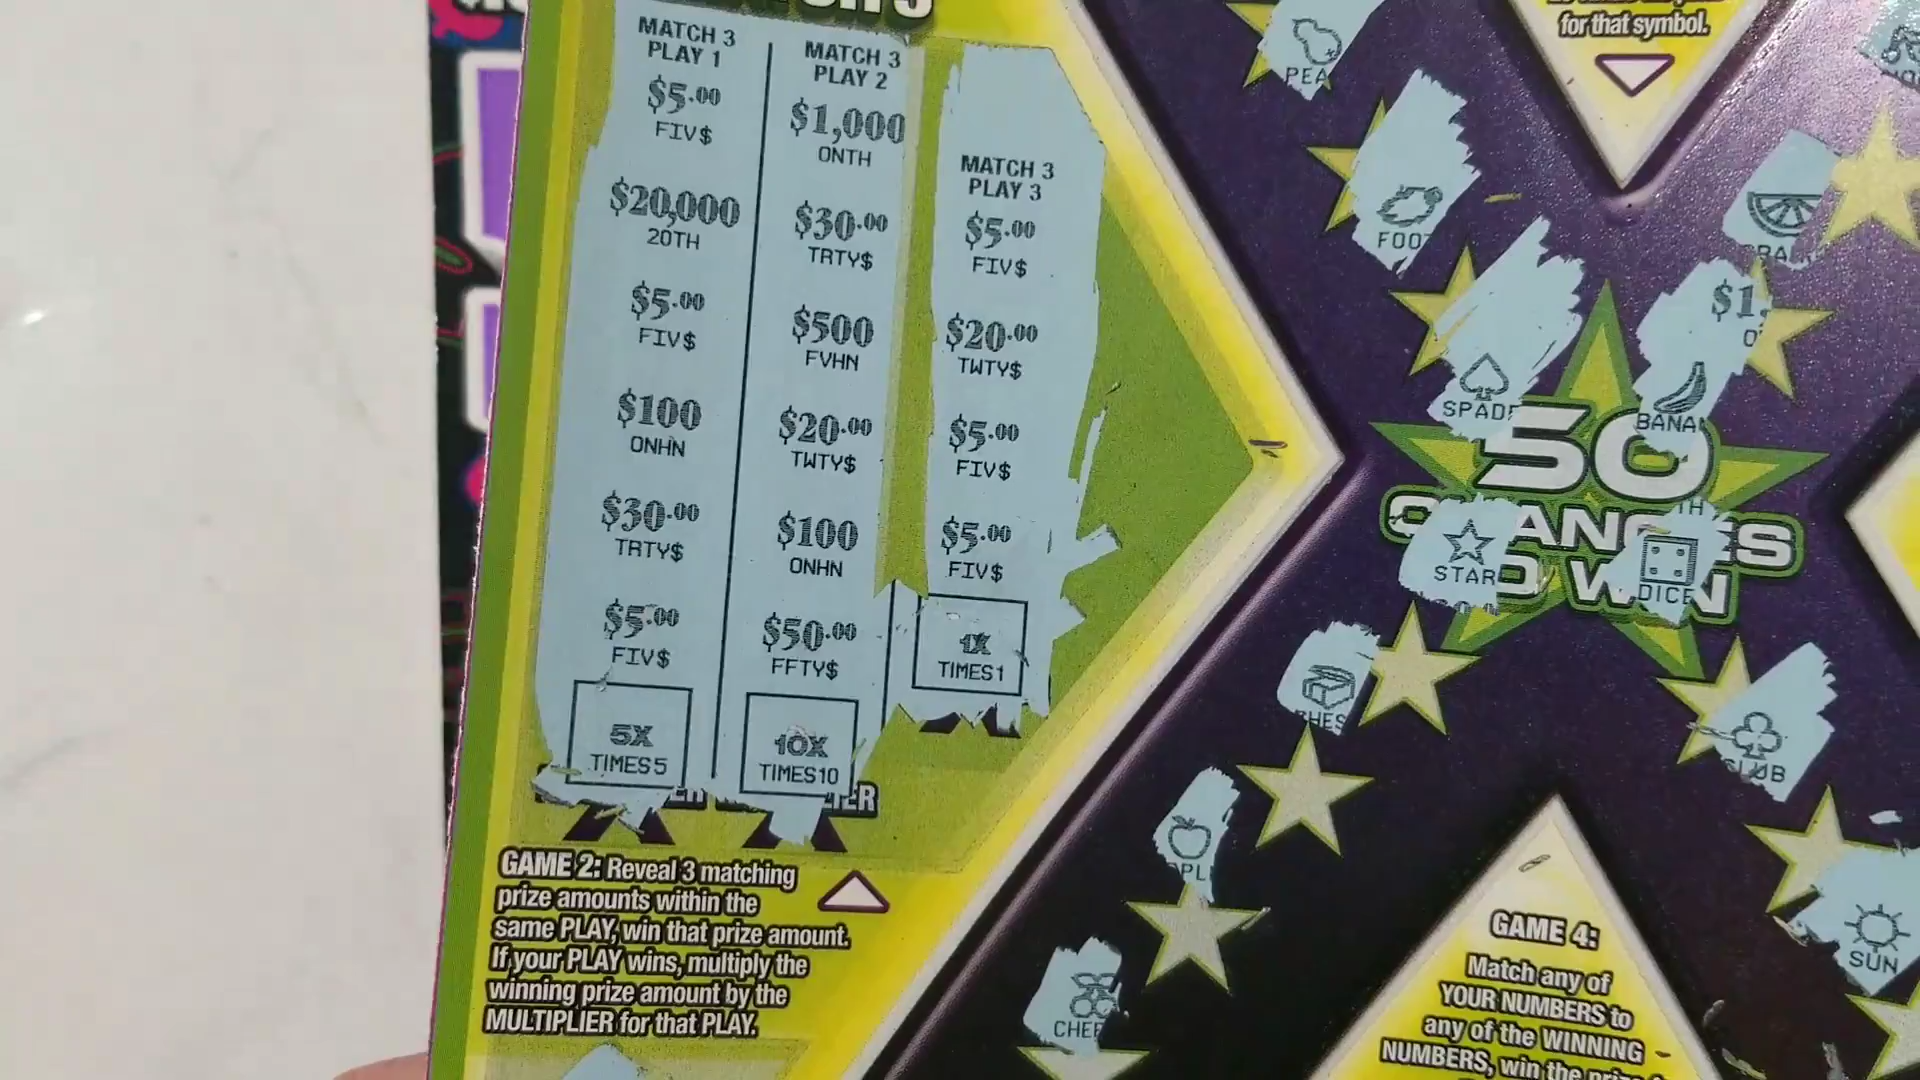 MATCH 3
PLAY 1
$5.00
FIV$
$20,000
20TH
$5.00
FIV$
$100
ONHN
$30.00
TRTY$
$5.00
FIV$
5X
TIMES5
MATCH 3
PLAY 2
$1,000
ONTH
$30.00
TRTY$
$500
FVHN
$20.00
TWTY$
$100
ONHN
$50.00
FFTY$
10X
TIMES10
MATCH 3
PLAY 3
$5.00
FIV$
$20.00
TWTY$
$5.00
FIV$
$5.00
FIV$
1X
TIMES1
GAME 2: Reveal 3 matching
prize amounts within the
same PLAY, win that prize amount.
If your PLAY wins, multiply the
winning prize amount by the
MULTIPLIER for that PLAY.
for that symbol.
PEA
FOOT
SPADE
BANA
50
STAR
DICE
CLUB
SUN
CHER
GAME 4:
Match any of
YOUR NUMBERS to
any of the WINNING
NUMBERS, win the